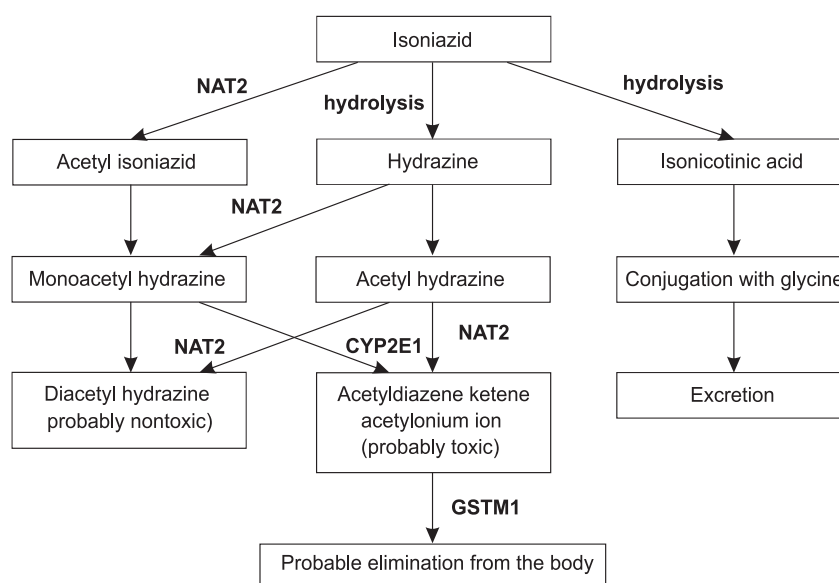 Isoniazid
NAT2
hydrolysis
hydrolysis
Acetyl isoniazid
Hydrazine
Isonicotinic acid
NAT2
Monoacetyl hydrazine
Acetyl hydrazine
Conjugation with glycine
NAT2
CYP2E1
NAT2
Diacetyl hydrazine
probably nontoxic)
Acetyldiazene ketene
acetylonium ion
(probably toxic)
Excretion
GSTM1
Probable elimination from the body